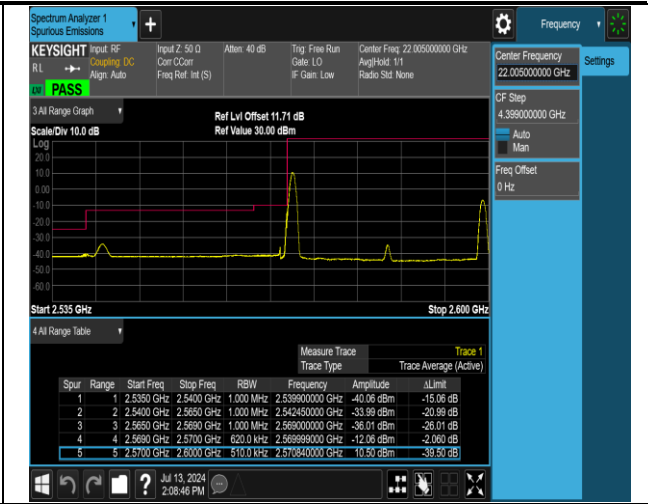 Spectrum Analyzer 1
Spurious Emissions
Frequency
KEYSIGHT Input: RF Input Z: 50 Ω Atten: 40 dB Trig: Free Run Center Freq: 22.005000000 GHz
RL Coupling: DC Corr CCorr Gate: LO Avg|Hold: 1/1
Align: Auto Freq Ref: Int (S) IF Gain: Low Radio Std: None
LXI PASS
Center Frequency
22.005000000 GHz
Settings
CF Step
4.399000000 GHz
Auto
Man
Freq Offset
0 Hz
3 All Range Graph
Ref Lvl Offset 11.71 dB
Scale/Div 10.0 dB Ref Value 30.00 dBm
Log
20.0
10.0
0.00
-10.0
-20.0
-30.0
-40.0
-50.0
-60.0
Start 2.535 GHz Stop 2.600 GHz
4 All Range Table
Measure Trace Trace 1
Trace Type Trace Average (Active)
Spur Range Start Freq Stop Freq RBW Frequency Amplitude ΔLimit
1 1 2.5350 GHz 2.5400 GHz 1.000 MHz 2.539900000 GHz -40.06 dBm -15.06 dB
2 2 2.5400 GHz 2.5650 GHz 1.000 MHz 2.542450000 GHz -33.99 dBm -20.99 dB
3 3 2.5650 GHz 2.5690 GHz 1.000 MHz 2.569000000 GHz -36.01 dBm -26.01 dB
4 4 2.5690 GHz 2.5700 GHz 620.0 kHz 2.569999000 GHz -12.06 dBm -2.060 dB
5 5 2.5700 GHz 2.6000 GHz 510.0 kHz 2.570840000 GHz 10.50 dBm -39.50 dB
Jul 13, 2024
2:08:46 PM